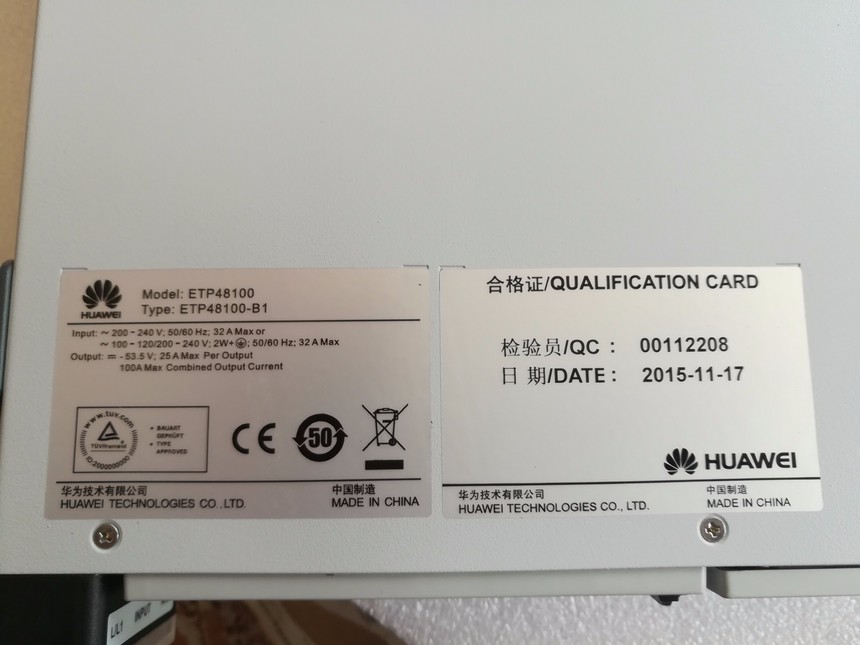 HUAWEI
Model: ETP48100
Type: ETP48100-B1
Input: ~ 200-240 V; 50/60 Hz; 32 A Max or
~ 100-120/200-240 V; 2W+⏚; 50/60 Hz; 32 A Max
Output: ⎓ -53.5 V; 25 A Max Per Output
100A Max Combined Output Current
www.tuv.com
TÜVRheinland
ID:2000000000
BAUART
GEPRÜFT
TYPE
APPROVED
CE
50
华为技术有限公司
HUAWEI TECHNOLOGIES CO.,LTD.
中国制造
MADE IN CHINA
合格证/QUALIFICATION CARD
检验员/QC : 00112208
日 期/DATE : 2015-11-17
HUAWEI
华为技术有限公司
HUAWEI TECHNOLOGIES CO., LTD.
中国制造
MADE IN CHINA
L/L1
INPUT